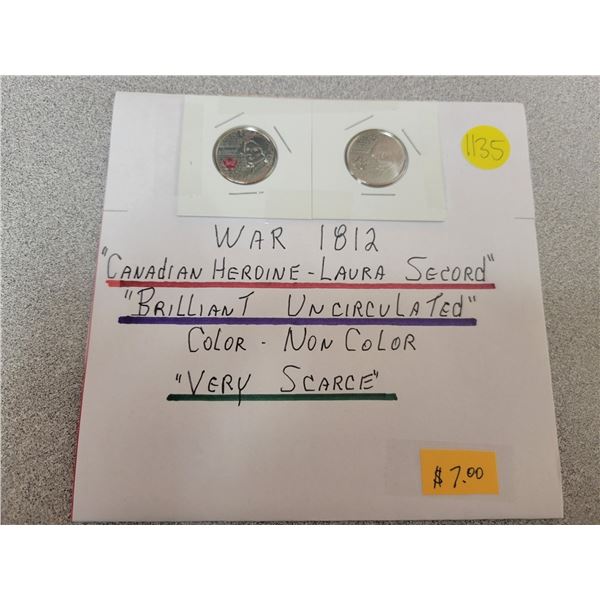 1135
WAR 1812
"CANADIAN HEROINE - LAURA SECORD"
"BRILLIANT UNCIRCULATED"
COLOR - NON COLOR
"VERY SCARCE"
$7.00